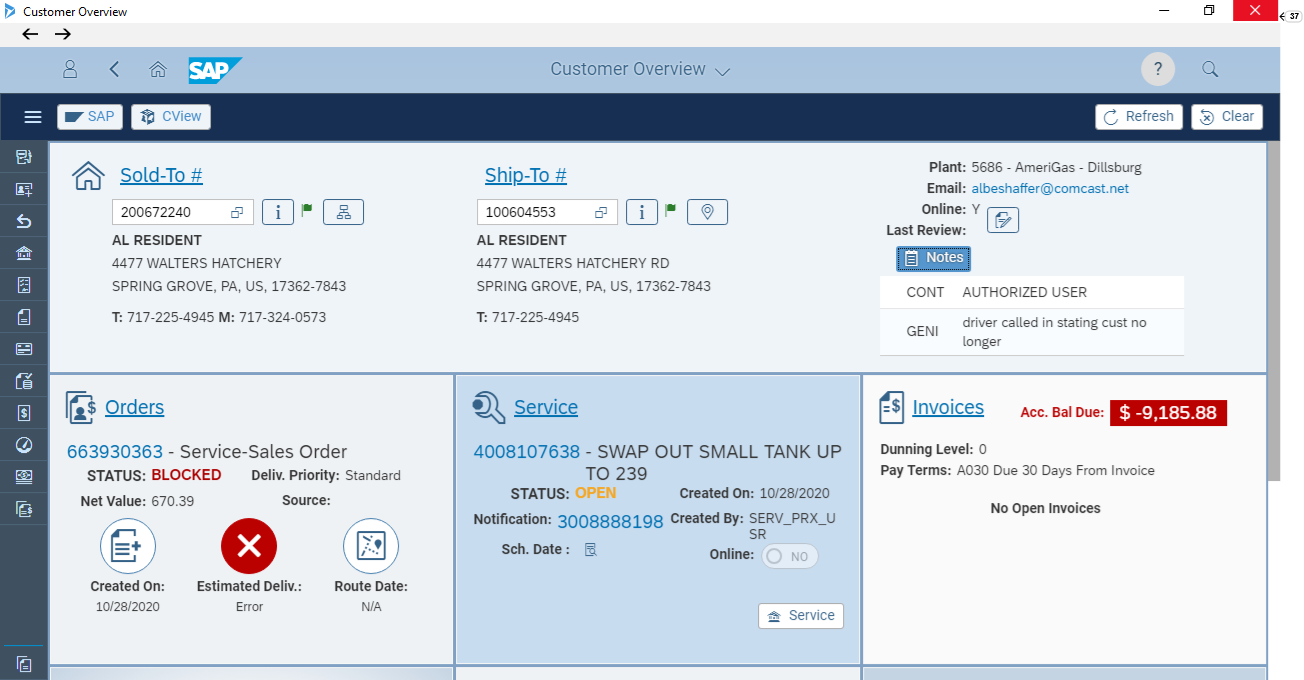 Customer Overview
37
SAP
Customer Overview
?
SAP
CView
Refresh
Clear
Sold-To #
200672240
i
AL RESIDENT
4477 WALTERS HATCHERY
SPRING GROVE, PA, US, 17362-7843
T: 717-225-4945 M: 717-324-0573
Ship-To #
100604553
i
AL RESIDENT
4477 WALTERS HATCHERY RD
SPRING GROVE, PA, US, 17362-7843
T: 717-225-4945
Plant: 5686 - AmeriGas - Dillsburg
Email: albeshaffer@comcast.net
Online: Y
Last Review:
Notes
CONT AUTHORIZED USER
GENI driver called in stating cust no
longer
Orders
663930363 - Service-Sales Order
STATUS: BLOCKED Deliv. Priority: Standard
Net Value: 670.39 Source:
Created On: Estimated Deliv.: Route Date:
10/28/2020 Error N/A
Service
4008107638 - SWAP OUT SMALL TANK UP
TO 239
STATUS: OPEN Created On: 10/28/2020
Notification: 3008888198 Created By: SERV_PRX_U
SR
Sch. Date :
Online: NO
Service
Invoices
Acc. Bal Due: $ -9,185.88
Dunning Level: 0
Pay Terms: A030 Due 30 Days From Invoice
No Open Invoices